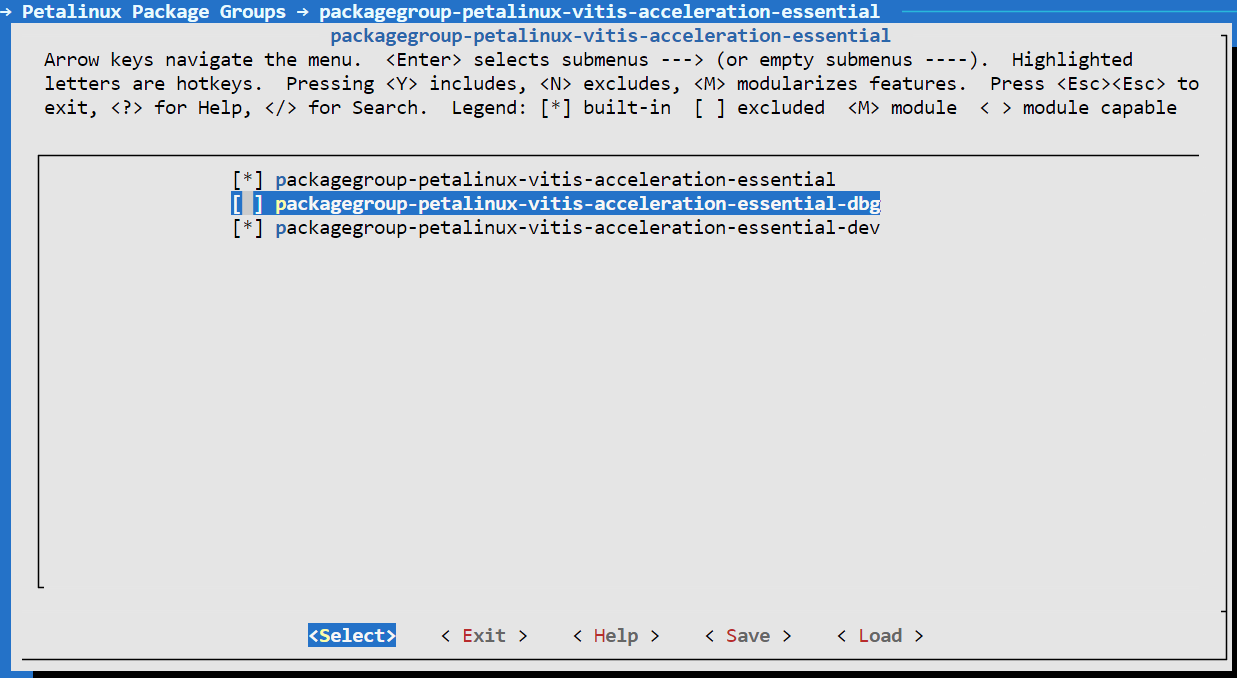 → Petalinux Package Groups → packagegroup-petalinux-vitis-acceleration-essential
packagegroup-petalinux-vitis-acceleration-essential
Arrow keys navigate the menu.  <Enter> selects submenus ---> (or empty submenus ----).  Highlighted
letters are hotkeys.  Pressing <Y> includes, <N> excludes, <M> modularizes features.  Press <Esc><Esc> to
exit, <?> for Help, </> for Search.  Legend: [*] built-in  [ ] excluded  <M> module  < > module capable
[*] packagegroup-petalinux-vitis-acceleration-essential
[ ] packagegroup-petalinux-vitis-acceleration-essential-dbg
[*] packagegroup-petalinux-vitis-acceleration-essential-dev
<Select>    < Exit >    < Help >    < Save >    < Load >